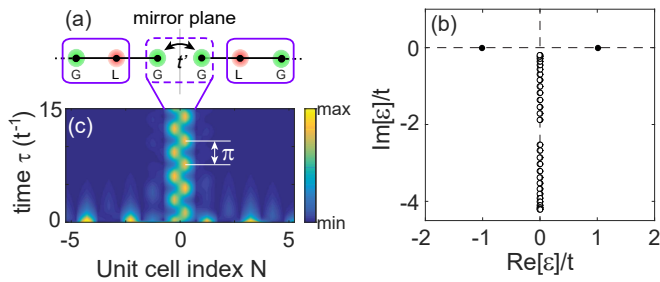 (a)
mirror plane
t'
G L G G L G
(c)
time τ (t⁻¹)
15
0
π
max
min
-5 0 5
Unit cell index N
(b)
Im[ε]/t
0
-2
-4
-2 -1 0 1 2
Re[ε]/t